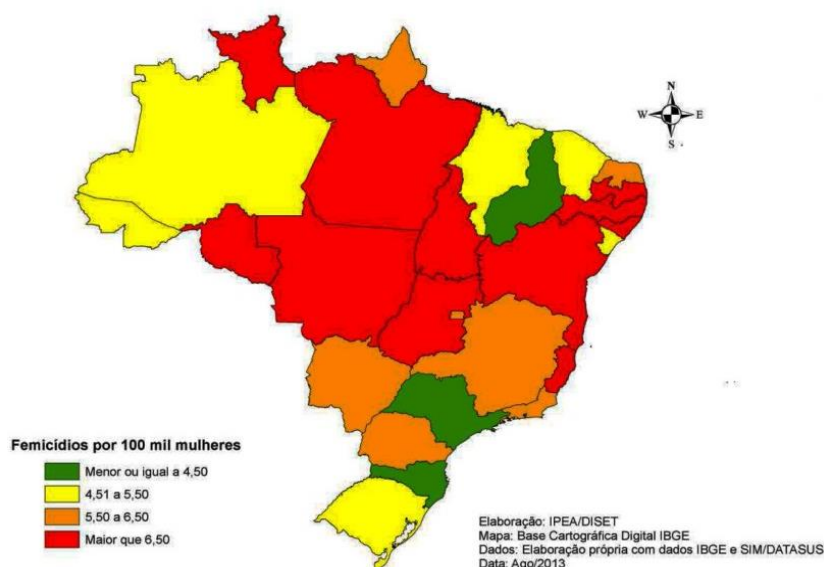 N
W E
S
Femicídios por 100 mil mulheres
Menor ou igual a 4,50
4,51 a 5,50
5,50 a 6,50
Maior que 6,50
Elaboração: IPEA/DISET
Mapa: Base Cartográfica Digital IBGE
Dados: Elaboração própria com dados IBGE e SIM/DATASUS
Data: Ago/2013